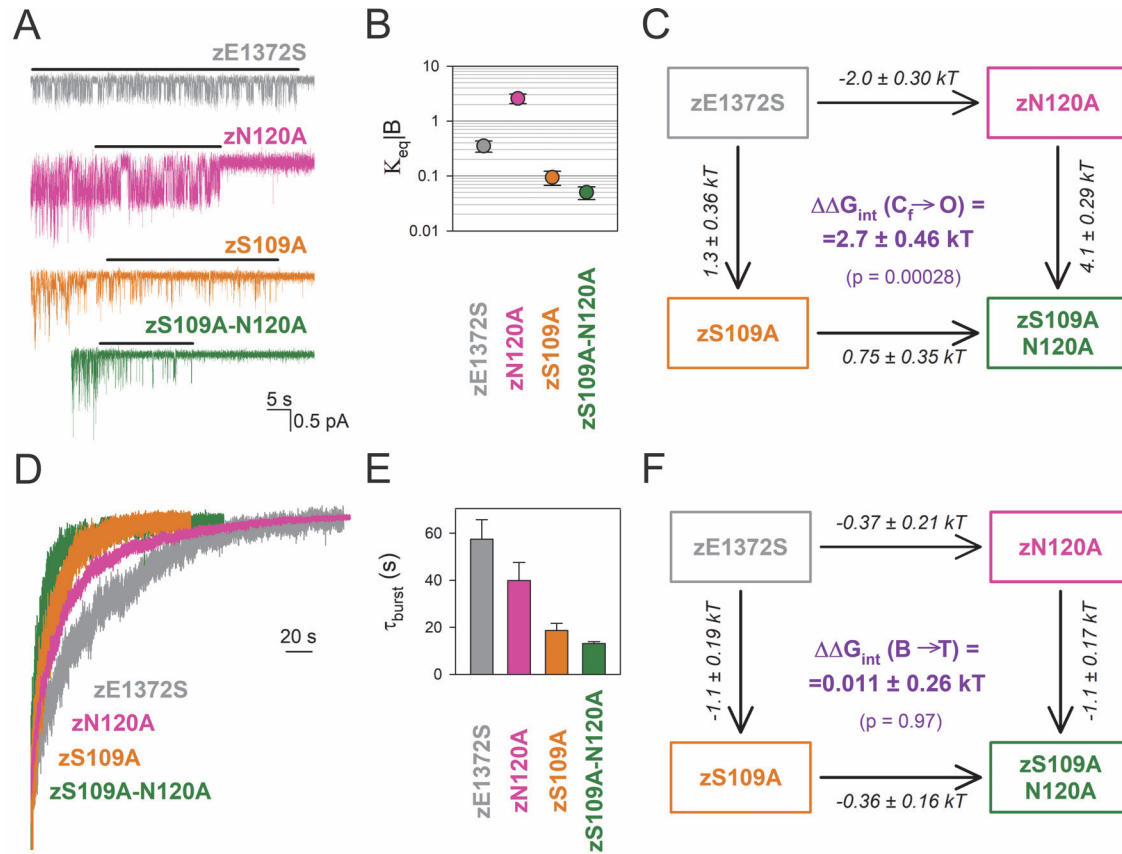 A
zE1372S
zN120A
zS109A
zS109A-N120A
5 s
0.5 pA
B
K_eq|B
10
1
0.1
0.01
zE1372S
zN120A
zS109A
zS109A-N120A
C
zE1372S
-2.0 ± 0.30 kT
zN120A
1.3 ± 0.36 kT
ΔΔG_int (C_f→O) =
=2.7 ± 0.46 kT
(p = 0.00028)
4.1 ± 0.29 kT
zS109A
0.75 ± 0.35 kT
zS109A
N120A
D
20 s
zE1372S
zN120A
zS109A
zS109A-N120A
E
τ_burst (s)
60
40
20
0
zE1372S
zN120A
zS109A
zS109A-N120A
F
zE1372S
-0.37 ± 0.21 kT
zN120A
-1.1 ± 0.19 kT
ΔΔG_int (B →T) =
=0.011 ± 0.26 kT
(p = 0.97)
-1.1 ± 0.17 kT
zS109A
-0.36 ± 0.16 kT
zS109A
N120A